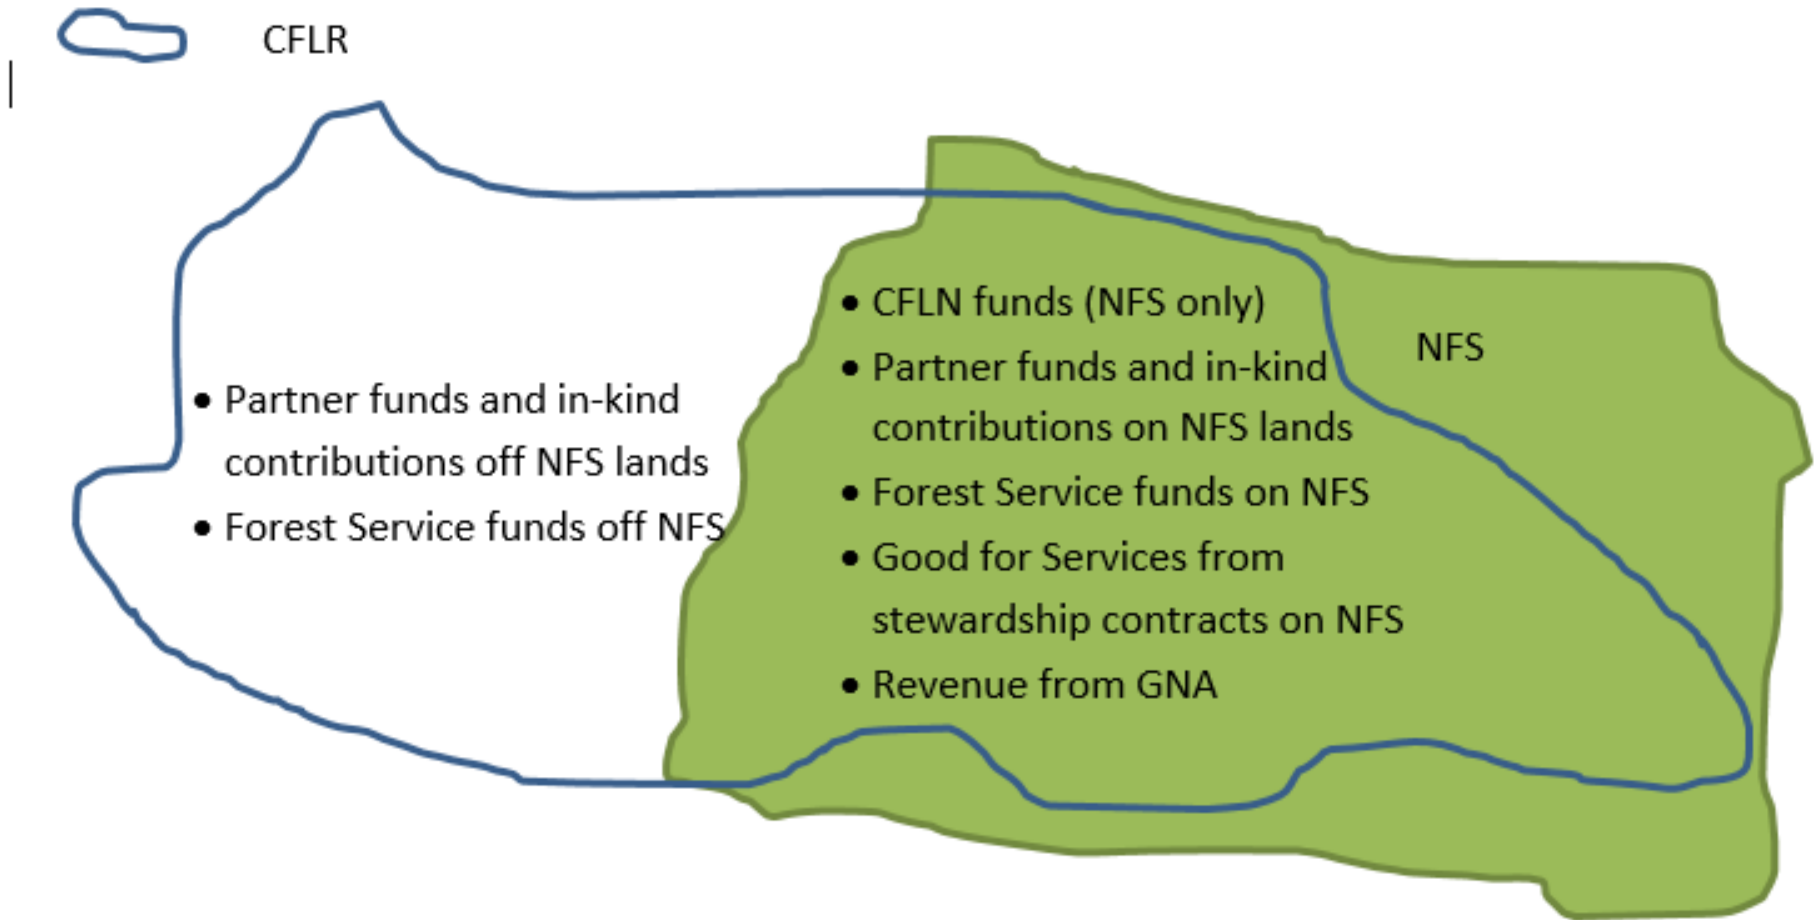 CFLR
• Partner funds and in-kind
contributions off NFS lands
• Forest Service funds off NFS
• CFLN funds (NFS only)
• Partner funds and in-kind
contributions on NFS lands
• Forest Service funds on NFS
• Good for Services from
stewardship contracts on NFS
• Revenue from GNA
NFS